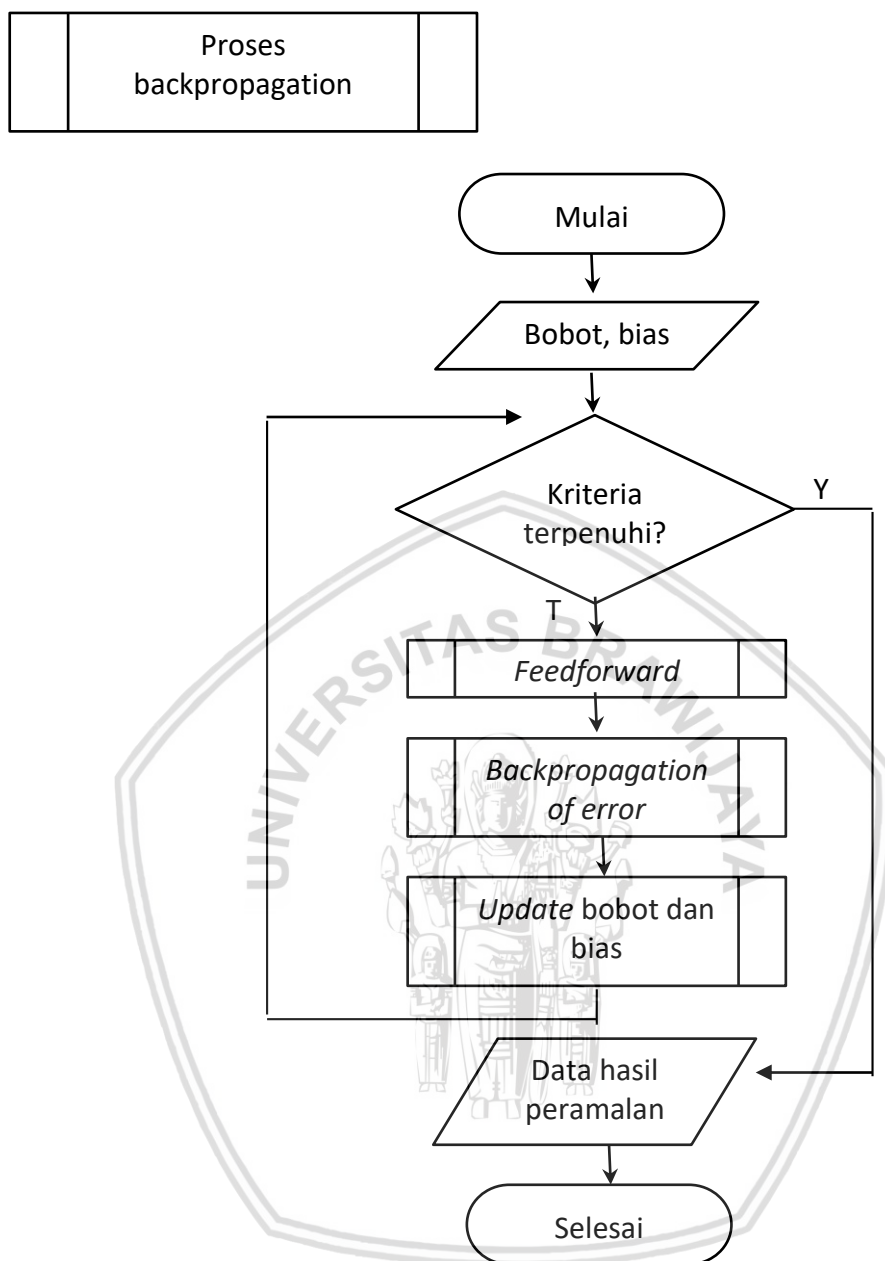 Proses
backpropagation
Mulai
Bobot, bias
Kriteria
terpenuhi?
Y
T
Feedforward
Backpropagation
of error
Update bobot dan
bias
Data hasil
peramalan
Selesai
UNIVERSITAS BRAWIJAYA